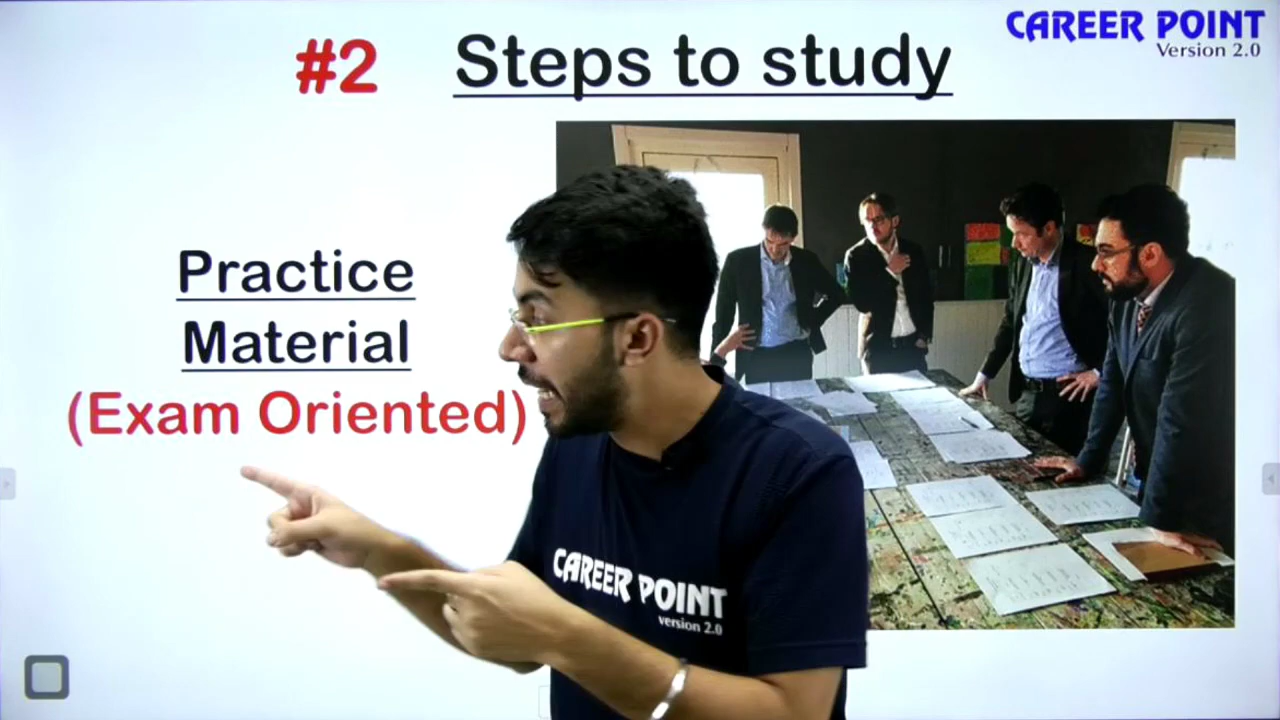 CAREER POINT
Version 2.0
#2 Steps to study
Practice
Material
(Exam Oriented)
CAREER POINT
version 2.0